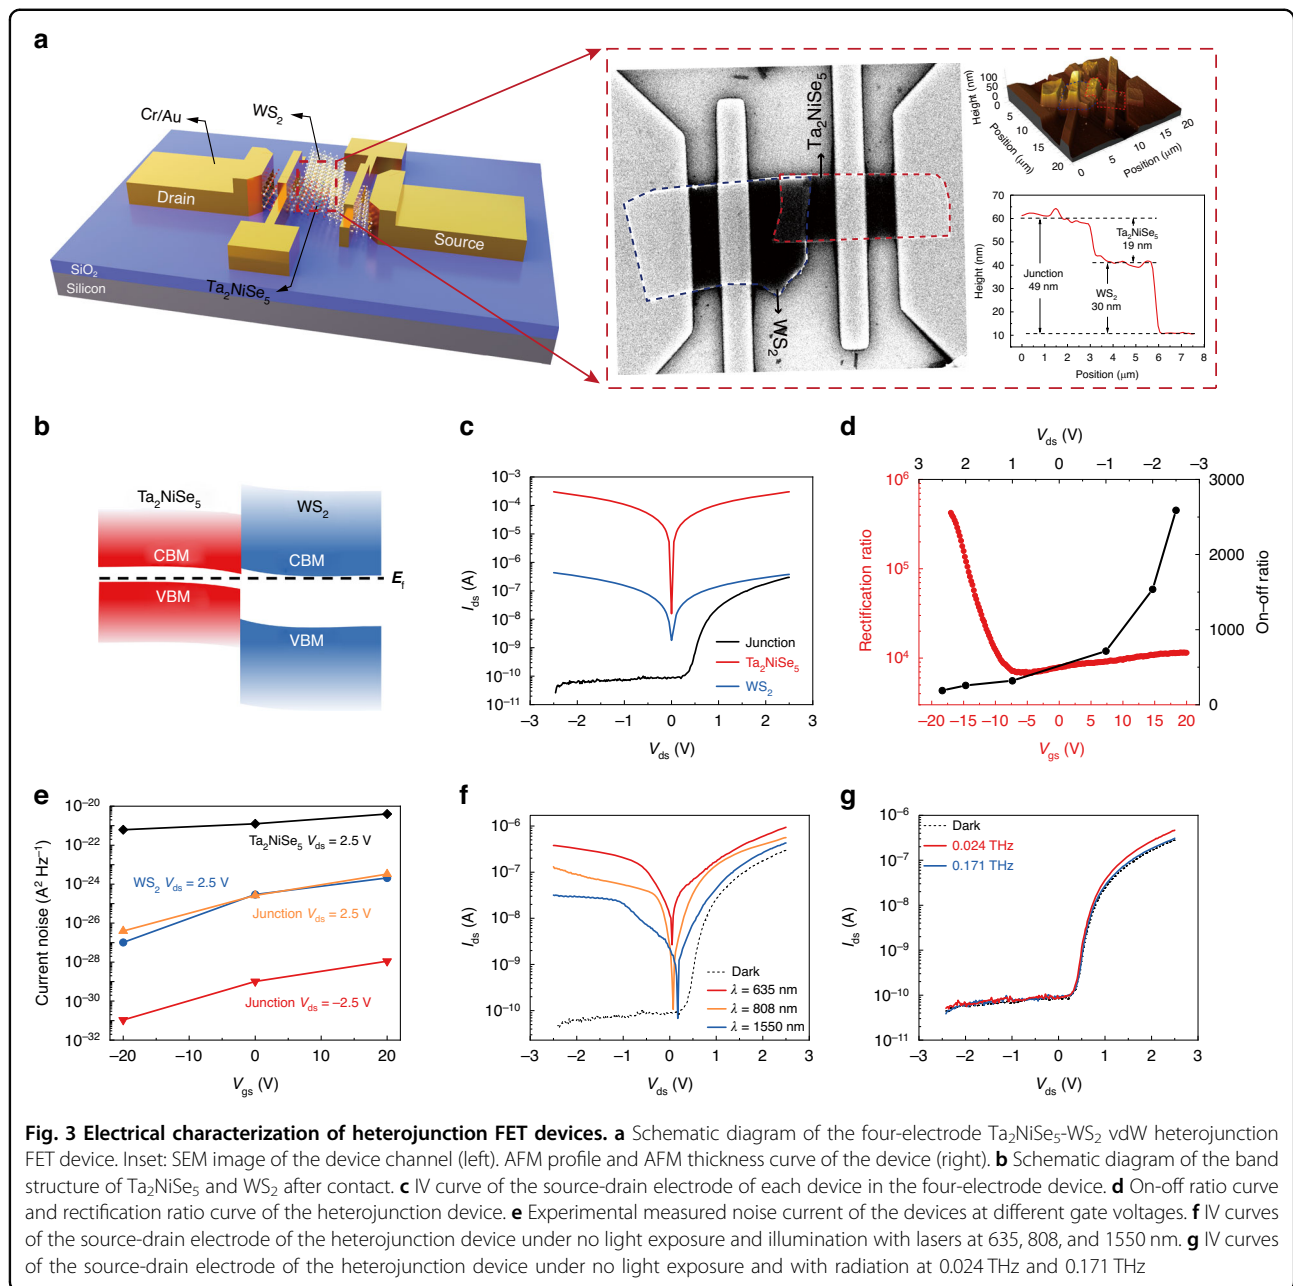 a
Cr/Au
WS₂
Drain
Source
SiO₂
Silicon
Ta₂NiSe₅
Ta₂NiSe₅
WS₂
Height (nm)
100
50
0
0
5
10
15
20
Position (μm)
0
5
10
15
20
Position (μm)
70
60
50
40
30
20
10
Height (nm)
Junction
49 nm
Ta₂NiSe₅
19 nm
WS₂
30 nm
0 1 2 3 4 5 6 7 8
Position (μm)
b
Ta₂NiSe₅
WS₂
CBM
CBM
E_f
VBM
VBM
c
10⁻³
10⁻⁴
10⁻⁵
10⁻⁶
10⁻⁷
10⁻⁸
10⁻⁹
10⁻¹⁰
10⁻¹¹
I_ds (A)
Junction
Ta₂NiSe₅
WS₂
−3 −2 −1 0 1 2 3
V_ds (V)
d
V_ds (V)
3 2 1 0 −1 −2 −3
10⁶
10⁵
10⁴
Rectification ratio
3000
2000
1000
0
On–off ratio
−20 −15 −10 −5 0 5 10 15 20
V_gs (V)
e
10⁻²⁰
10⁻²²
10⁻²⁴
10⁻²⁶
10⁻²⁸
10⁻³⁰
10⁻³²
Current noise (A² Hz⁻¹)
Ta₂NiSe₅ V_ds = 2.5 V
WS₂ V_ds = 2.5 V
Junction V_ds = 2.5 V
Junction V_ds = −2.5 V
−20 −10 0 10 20
V_gs (V)
f
10⁻⁶
10⁻⁷
10⁻⁸
10⁻⁹
10⁻¹⁰
I_ds (A)
Dark
λ = 635 nm
λ = 808 nm
λ = 1550 nm
−3 −2 −1 0 1 2 3
V_ds (V)
g
10⁻⁶
10⁻⁷
10⁻⁸
10⁻⁹
10⁻¹⁰
10⁻¹¹
I_ds (A)
Dark
0.024 THz
0.171 THz
−3 −2 −1 0 1 2 3
V_ds (V)
Fig. 3 Electrical characterization of heterojunction FET devices. a Schematic diagram of the four-electrode Ta₂NiSe₅-WS₂ vdW heterojunction
FET device. Inset: SEM image of the device channel (left). AFM profile and AFM thickness curve of the device (right). b Schematic diagram of the band
structure of Ta₂NiSe₅ and WS₂ after contact. c IV curve of the source-drain electrode of each device in the four-electrode device. d On-off ratio curve
and rectification ratio curve of the heterojunction device. e Experimental measured noise current of the devices at different gate voltages. f IV curves
of the source-drain electrode of the heterojunction device under no light exposure and illumination with lasers at 635, 808, and 1550 nm. g IV curves
of the source-drain electrode of the heterojunction device under no light exposure and with radiation at 0.024 THz and 0.171 THz